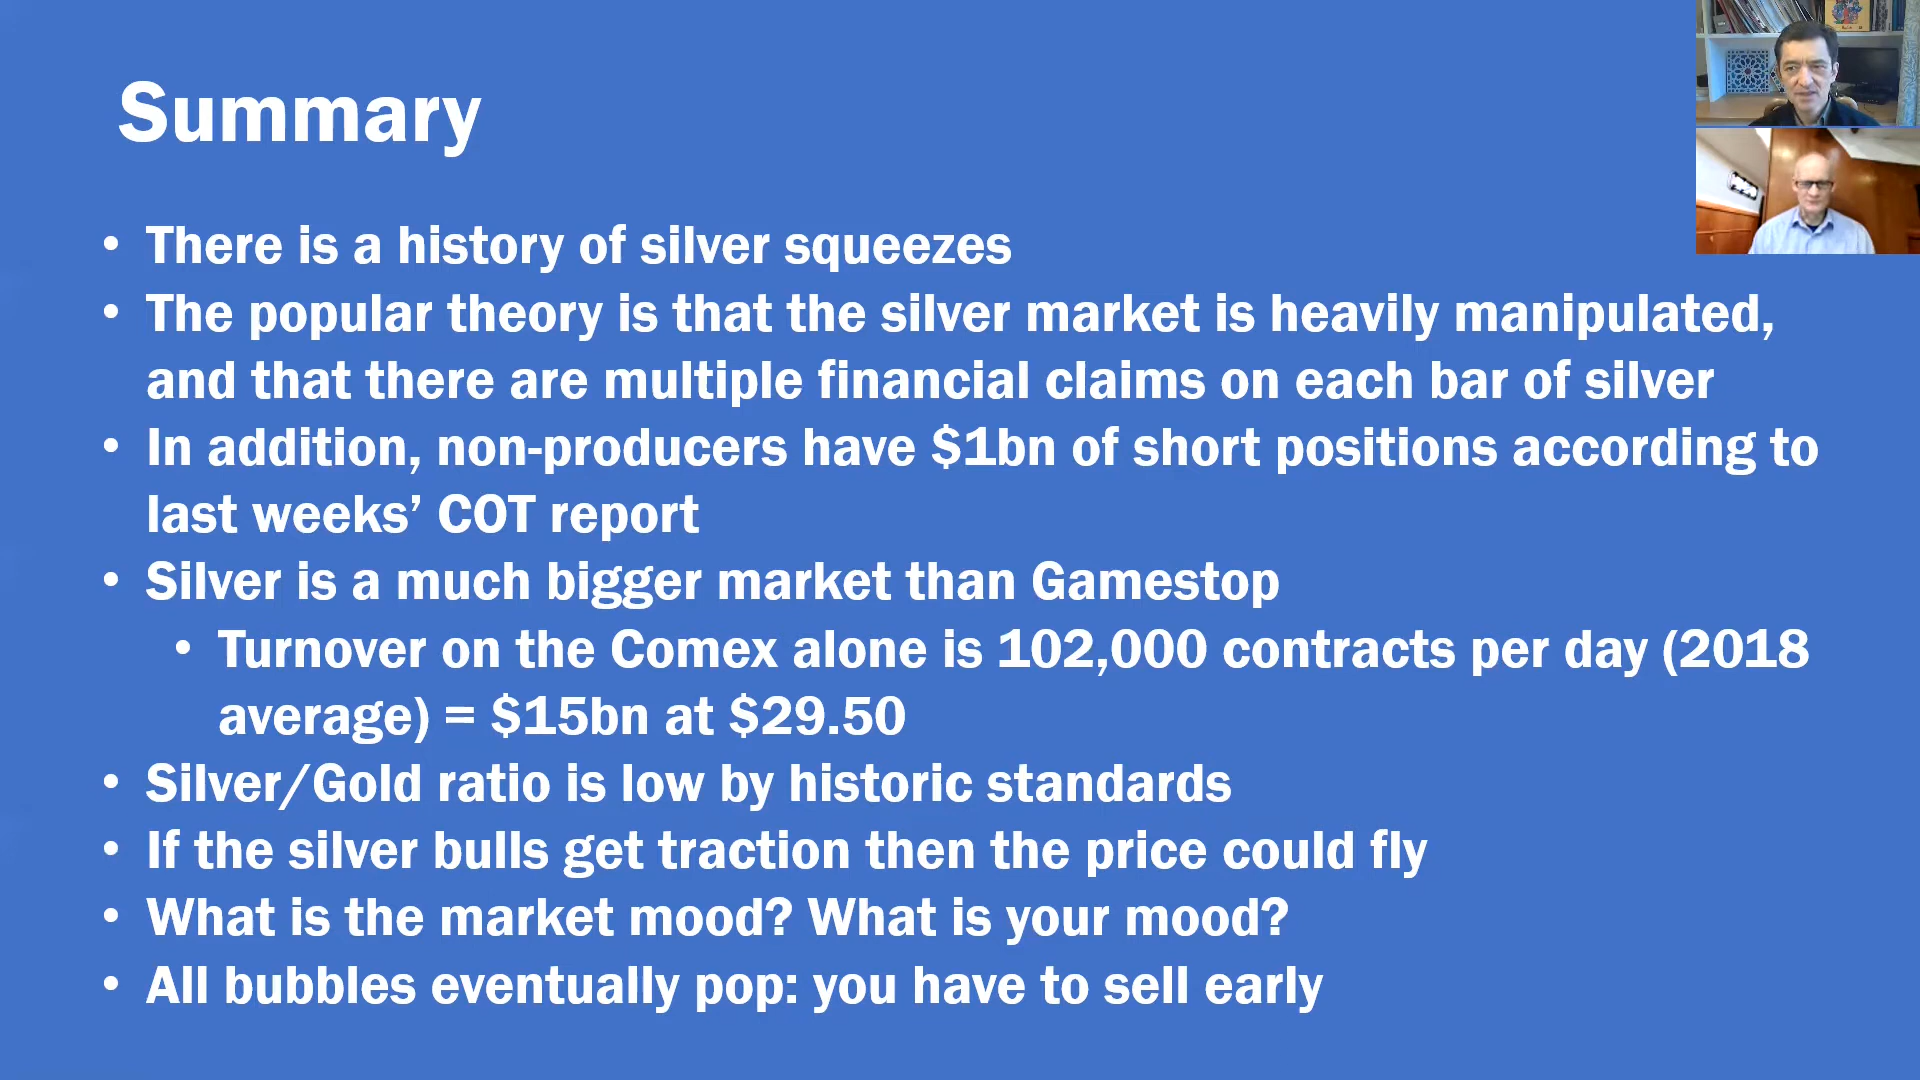 Summary
• There is a history of silver squeezes
• The popular theory is that the silver market is heavily manipulated,
and that there are multiple financial claims on each bar of silver
• In addition, non-producers have $1bn of short positions according to
last weeks’ COT report
• Silver is a much bigger market than Gamestop
• Turnover on the Comex alone is 102,000 contracts per day (2018
average) = $15bn at $29.50
• Silver/Gold ratio is low by historic standards
• If the silver bulls get traction then the price could fly
• What is the market mood? What is your mood?
• All bubbles eventually pop: you have to sell early